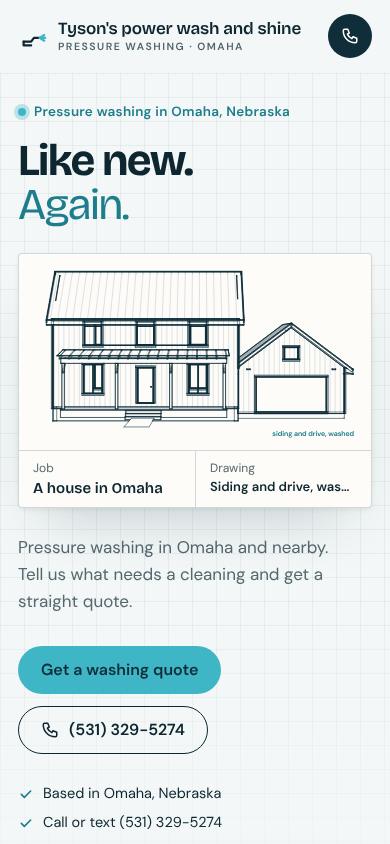 Tyson's power wash and shine
PRESSURE WASHING · OMAHA
Pressure washing in Omaha, Nebraska
Like new.
Again.
siding and drive, washed
Job
A house in Omaha
Drawing
Siding and drive, was...
Pressure washing in Omaha and nearby.
Tell us what needs a cleaning and get a
straight quote.
Get a washing quote
(531) 329-5274
Based in Omaha, Nebraska
Call or text (531) 329-5274